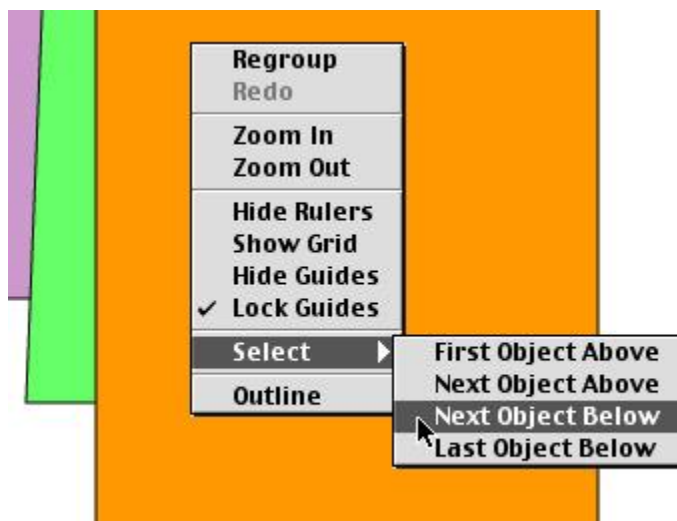 Regroup
Redo
Zoom In
Zoom Out
Hide Rulers
Show Grid
Hide Guides
✓ Lock Guides
Select
Outline
First Object Above
Next Object Above
Next Object Below
Last Object Below